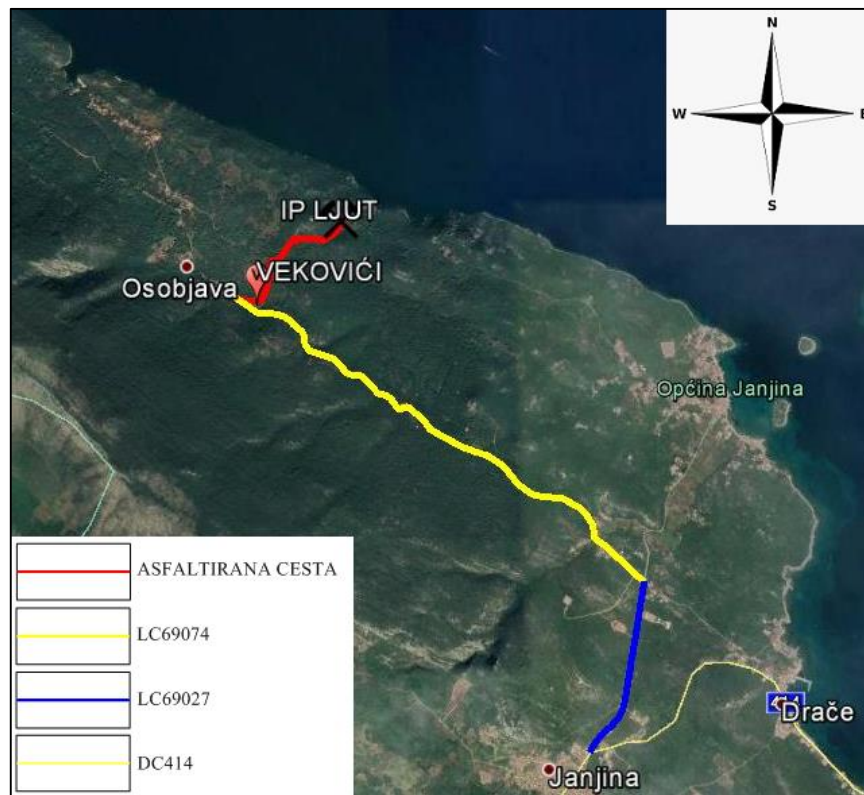 N
W
E
S
IP LJUT
VEKOVIĆI
Osobjava
Općina Janjina
ASFALTIRANA CESTA
LC69074
LC69027
DC414
Drače
Janjina